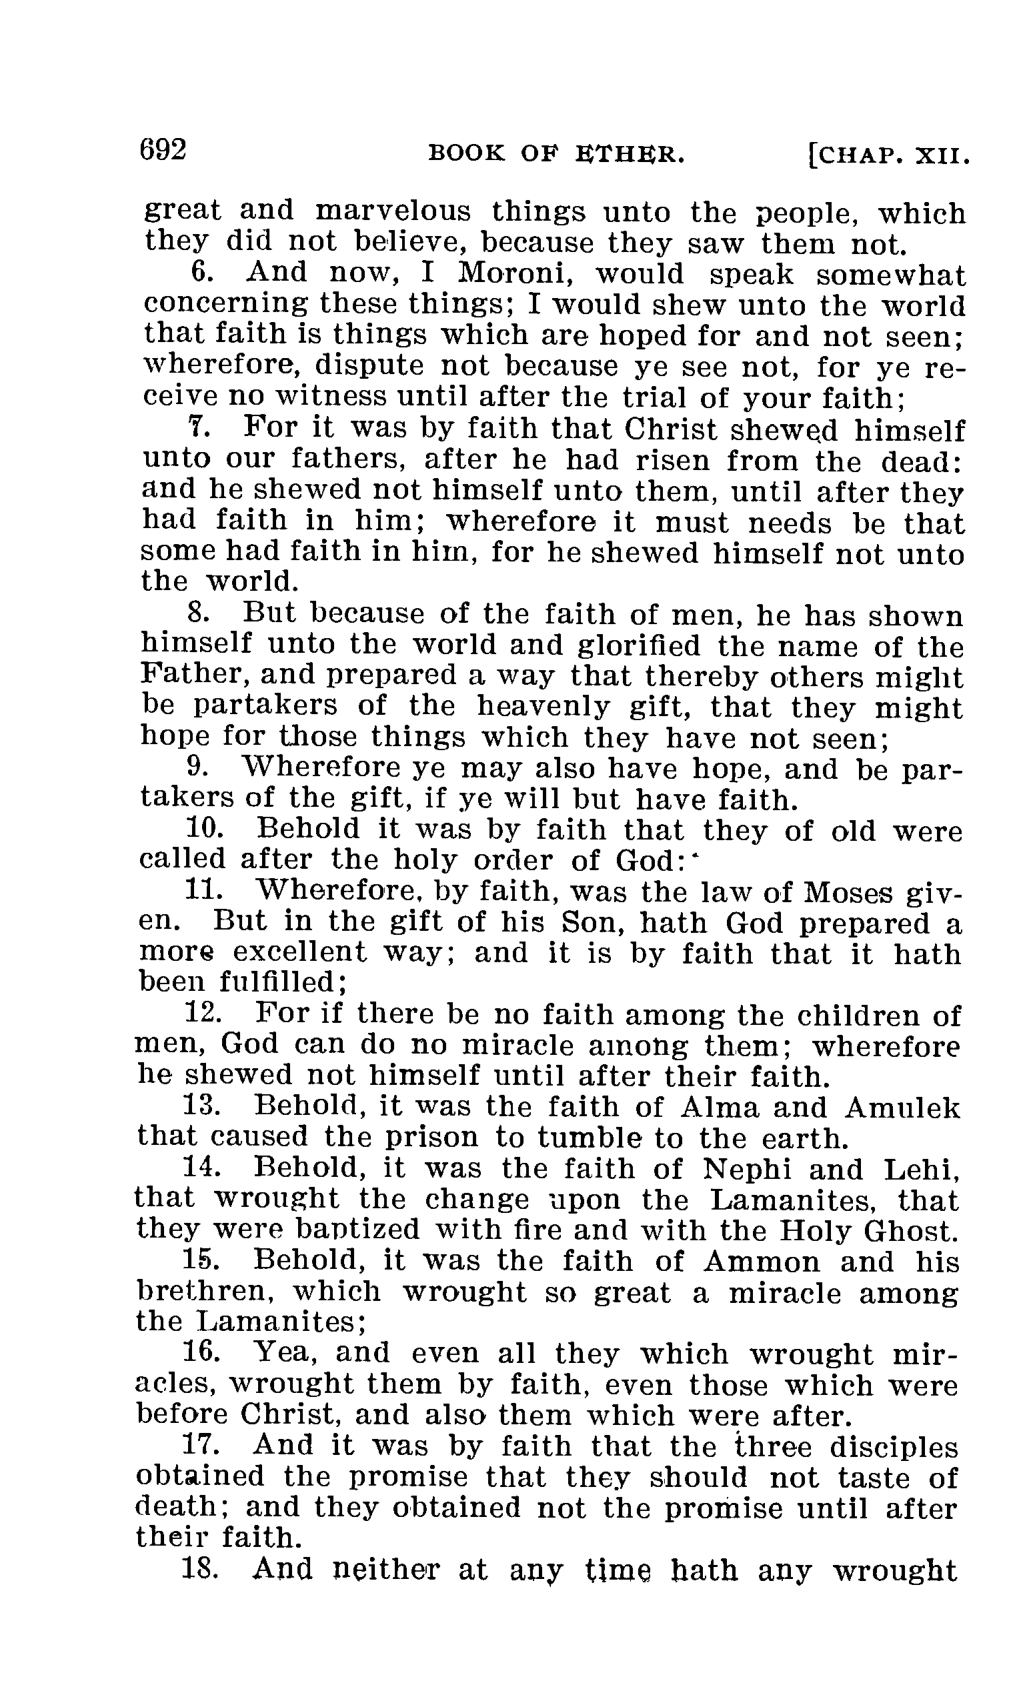 692 BOOK OF ETHER. [CHAP. XII.
great and marvelous things unto the people, which
they did not believe, because they saw them not.
6. And now, I Moroni, would speak somewhat
concerning these things; I would shew unto the world
that faith is things which are hoped for and not seen;
wherefore, dispute not because ye see not, for ye re-
ceive no witness until after the trial of your faith;
7. For it was by faith that Christ shewed himself
unto our fathers, after he had risen from the dead:
and he shewed not himself unto them, until after they
had faith in him; wherefore it must needs be that
some had faith in him, for he shewed himself not unto
the world.
8. But because of the faith of men, he has shown
himself unto the world and glorified the name of the
Father, and prepared a way that thereby others might
be partakers of the heavenly gift, that they might
hope for those things which they have not seen;
9. Wherefore ye may also have hope, and be par-
takers of the gift, if ye will but have faith.
10. Behold it was by faith that they of old were
called after the holy order of God:
11. Wherefore, by faith, was the law of Moses giv-
en. But in the gift of his Son, hath God prepared a
more excellent way; and it is by faith that it hath
been fulfilled;
12. For if there be no faith among the children of
men, God can do no miracle among them; wherefore
he shewed not himself until after their faith.
13. Behold, it was the faith of Alma and Amulek
that caused the prison to tumble to the earth.
14. Behold, it was the faith of Nephi and Lehi,
that wrought the change upon the Lamanites, that
they were baptized with fire and with the Holy Ghost.
15. Behold, it was the faith of Ammon and his
brethren, which wrought so great a miracle among
the Lamanites;
16. Yea, and even all they which wrought mir-
acles, wrought them by faith, even those which were
before Christ, and also them which were after.
17. And it was by faith that the three disciples
obtained the promise that they should not taste of
death; and they obtained not the promise until after
their faith.
18. And neither at any time hath any wrought